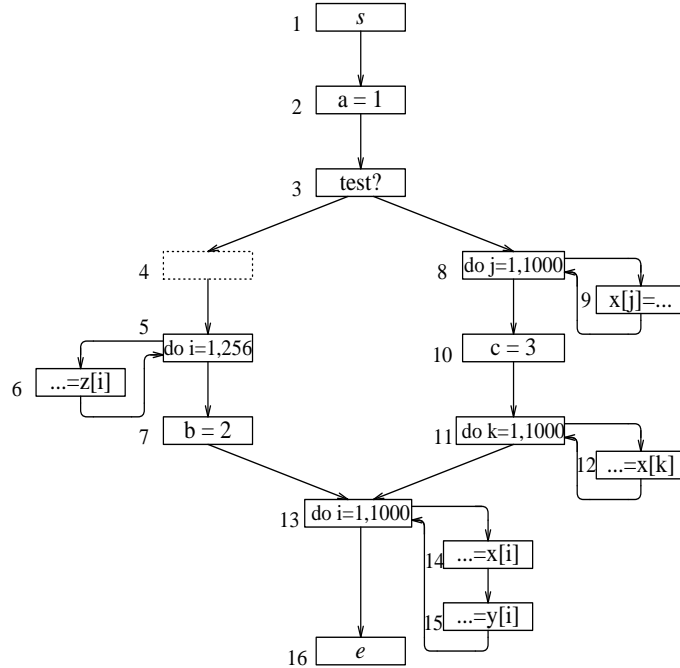 1 s
2 a = 1
3 test?
4
8 do j=1,1000
9 x[j]=...
5 do i=1,256
6 ...=z[i]
10 c = 3
7 b = 2
11 do k=1,1000
12 ...=x[k]
13 do i=1,1000
14 ...=x[i]
15 ...=y[i]
16 e